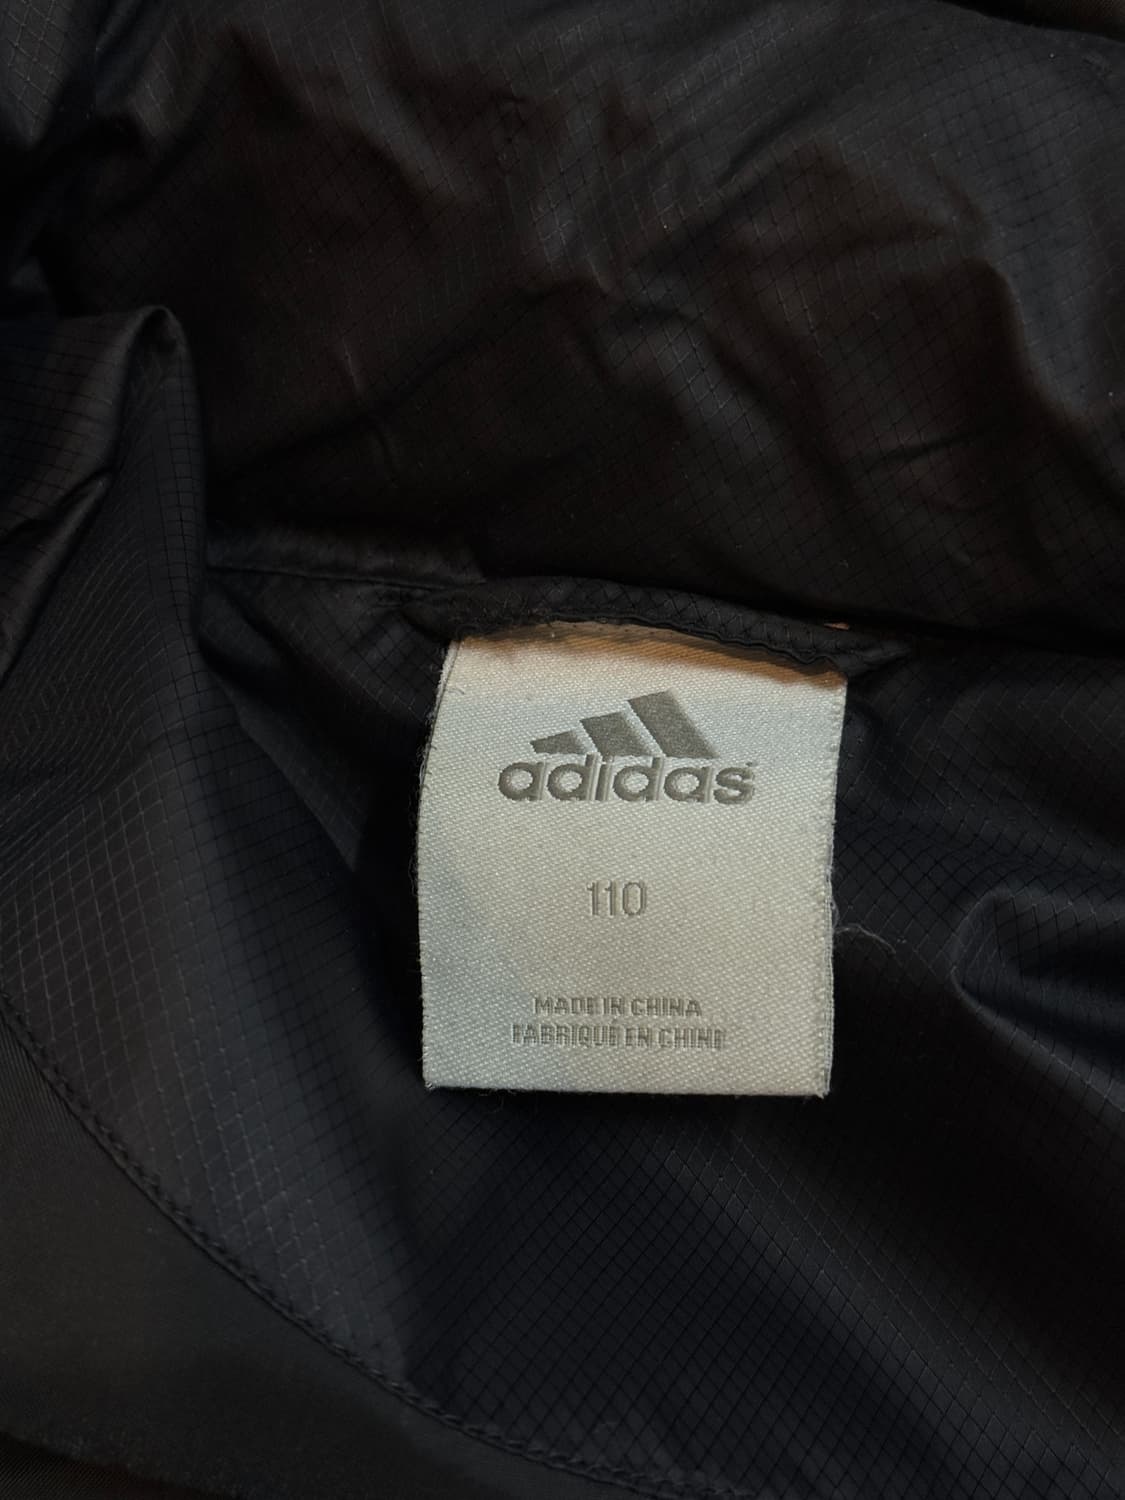 adidas
110
MADE IN CHINA
FABRIQUE EN CHINE